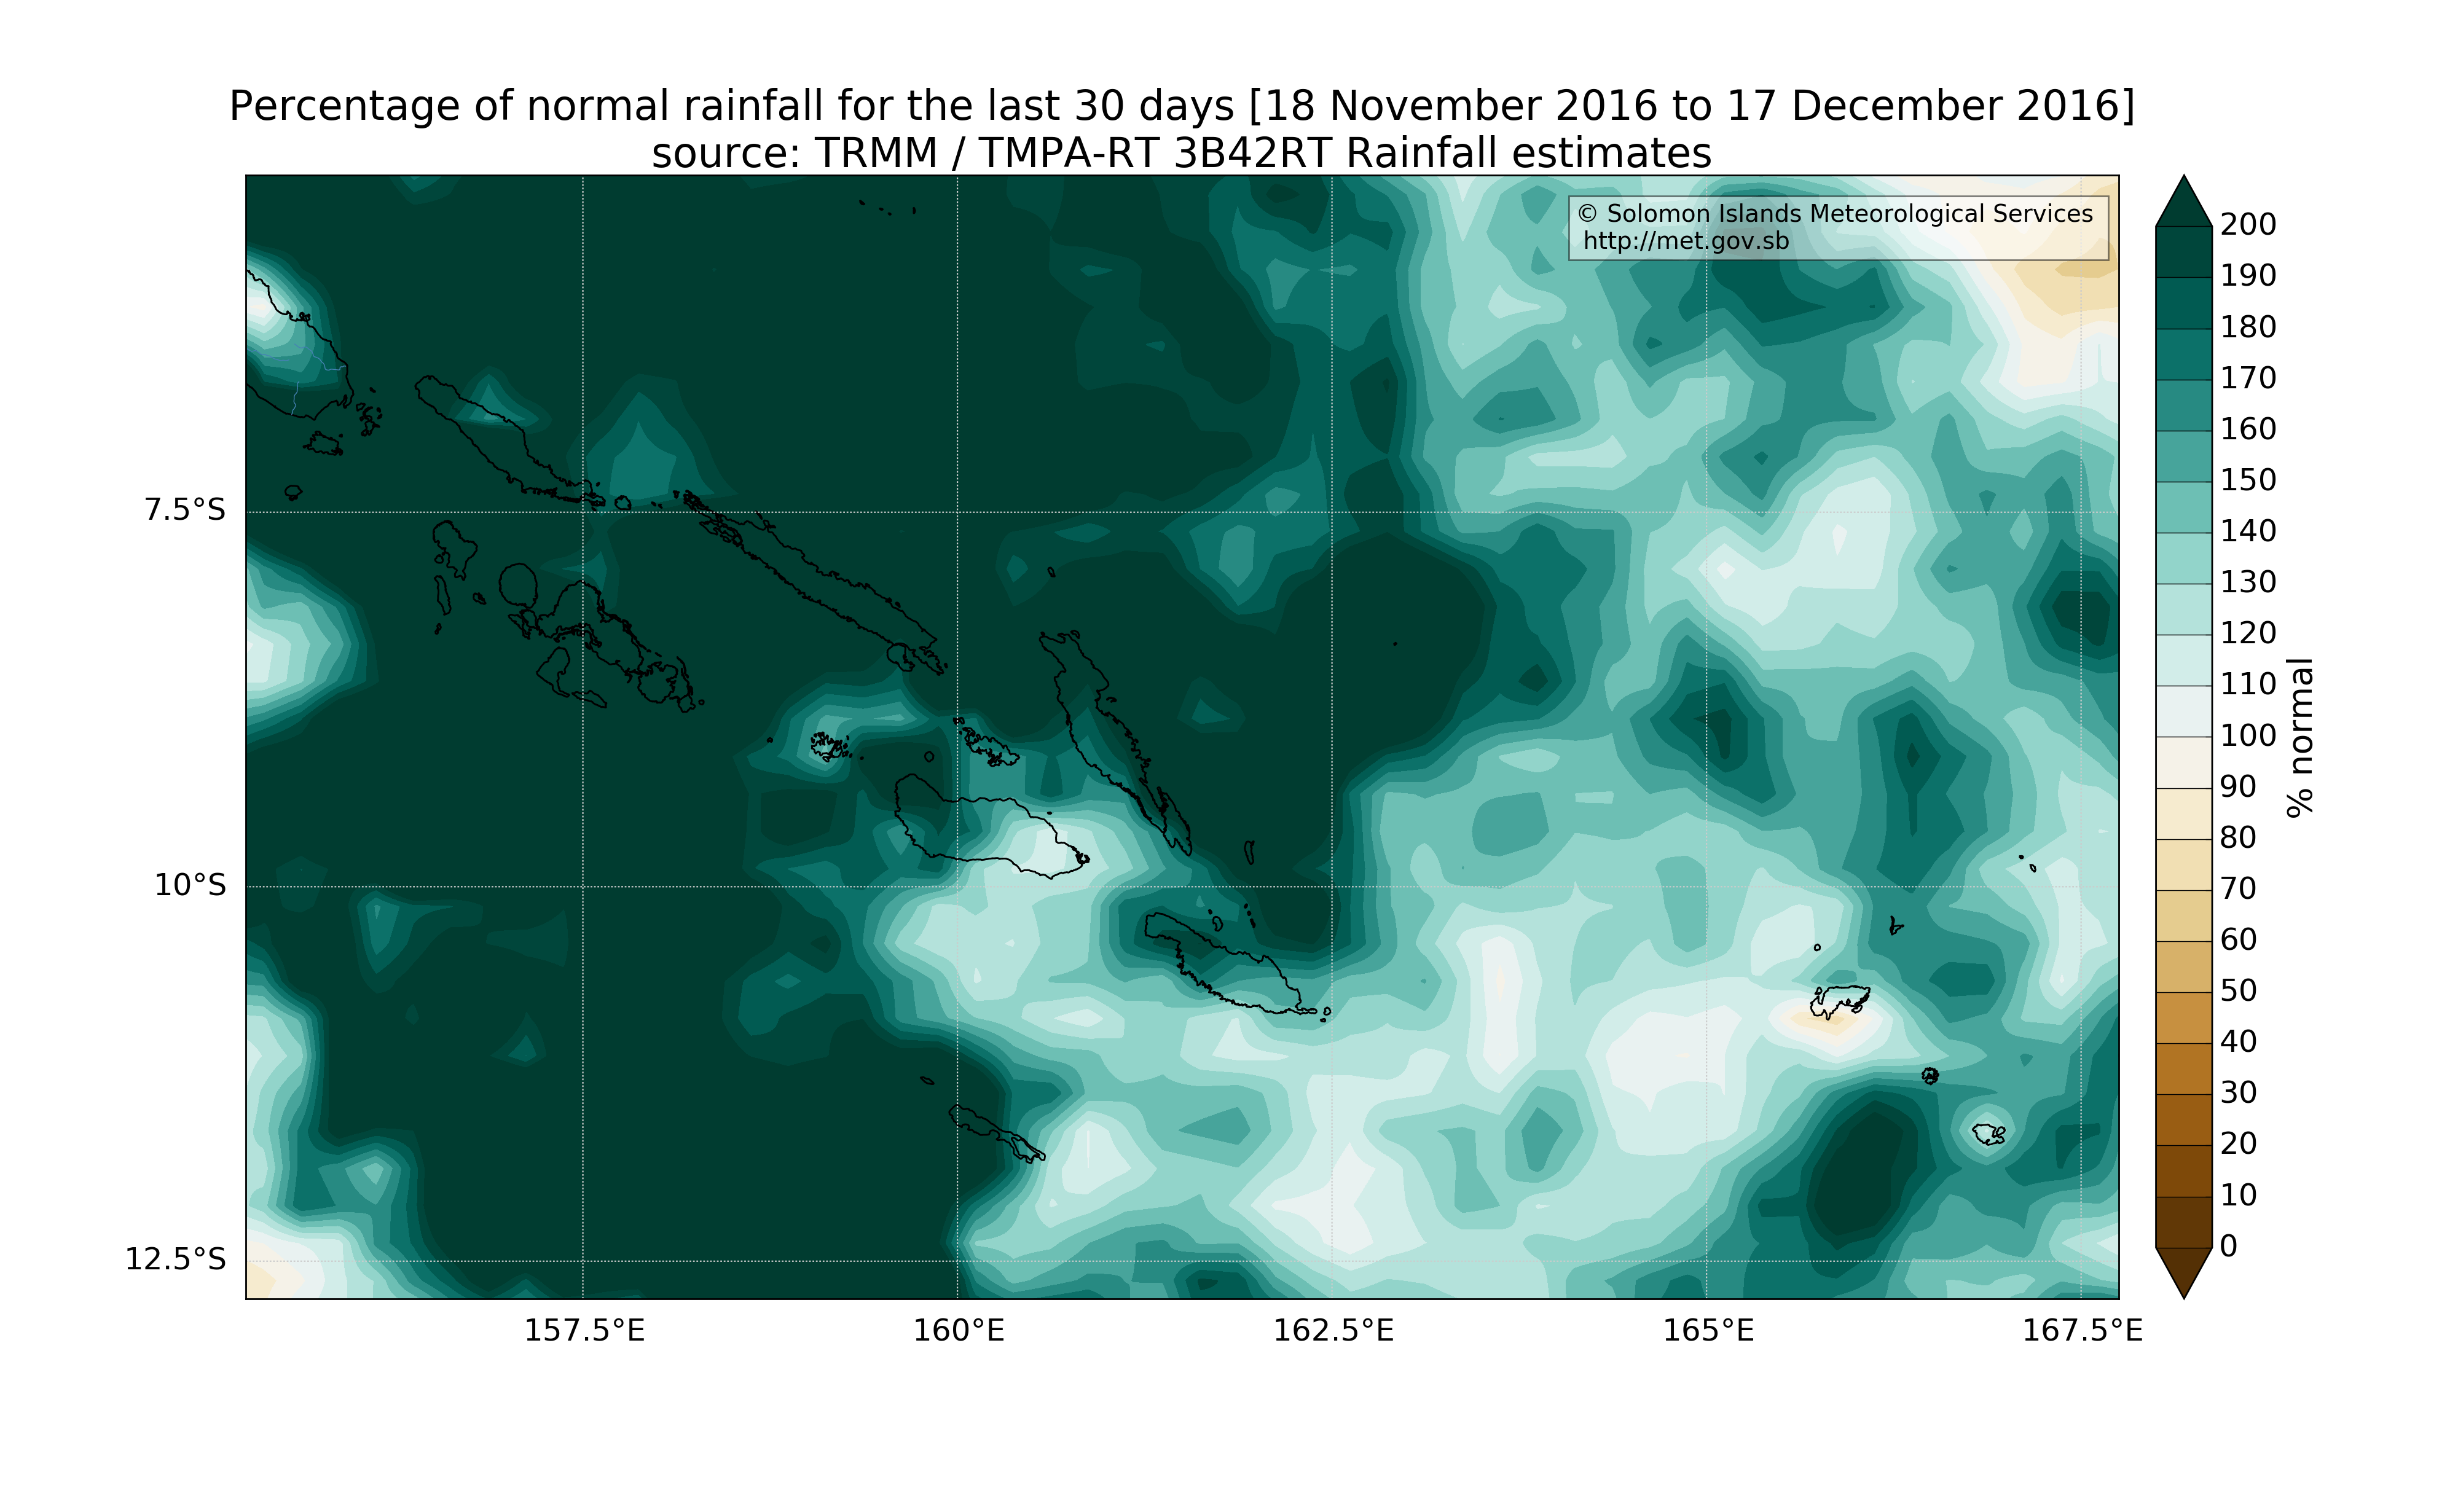 Percentage of normal rainfall for the last 30 days [18 November 2016 to 17 December 2016]
source: TRMM / TMPA-RT 3B42RT Rainfall estimates
© Solomon Islands Meteorological Services
http://met.gov.sb
7.5°S
10°S
12.5°S
157.5°E
160°E
162.5°E
165°E
167.5°E
200
190
180
170
160
150
140
130
120
110
100
90
80
70
60
50
40
30
20
10
0
% normal